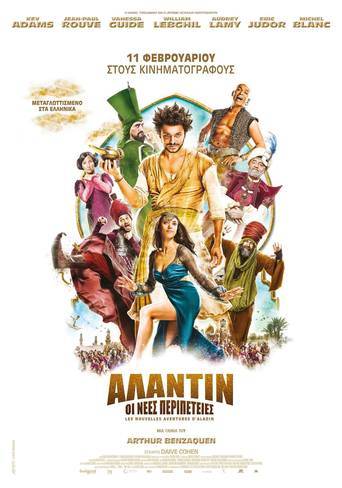 KEV ADAMS
JEAN-PAUL ROUVE
VANESSA GUIDE
WILLIAM LEBGHIL
AUDREY LAMY
ERIC JUDOR
MICHEL BLANC
11 ΦΕΒΡΟΥΑΡΙΟΥ
ΣΤΟΥΣ ΚΙΝΗΜΑΤΟΓΡΑΦΟΥΣ
ΜΕΤΑΓΛΩΤΤΙΣΜΕΝΟ
ΣΤΑ ΕΛΛΗΝΙΚΑ
ΑΛΑΝΤΙΝ
ΟΙ ΝΕΕΣ ΠΕΡΙΠΕΤΕΙΕΣ
LES NOUVELLES AVENTURES D'ALADIN
ARTHUR BENZAQUEN
DAIVE COHEN